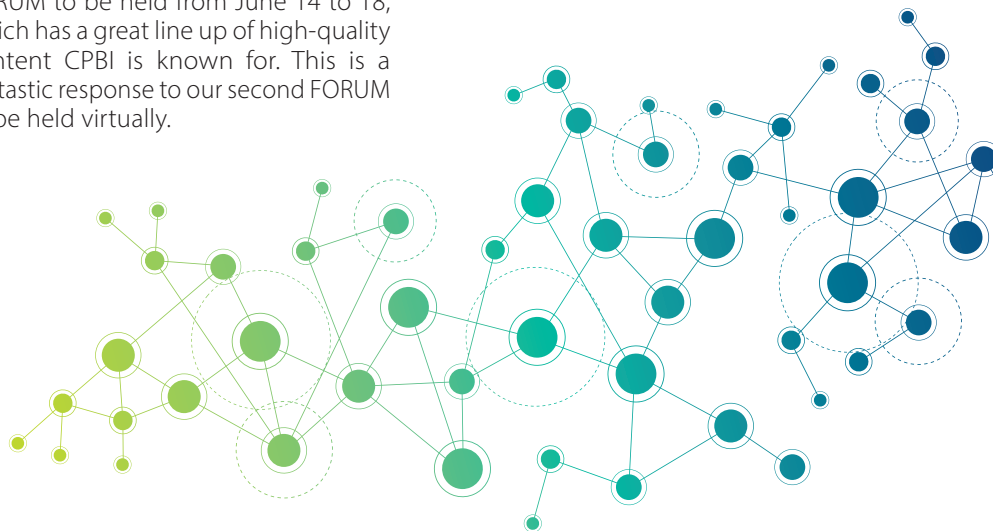 RUM to be held from June 14 to 18,
ich has a great line up of high-quality
ntent CPBI is known for. This is a
tastic response to our second FORUM
be held virtually.